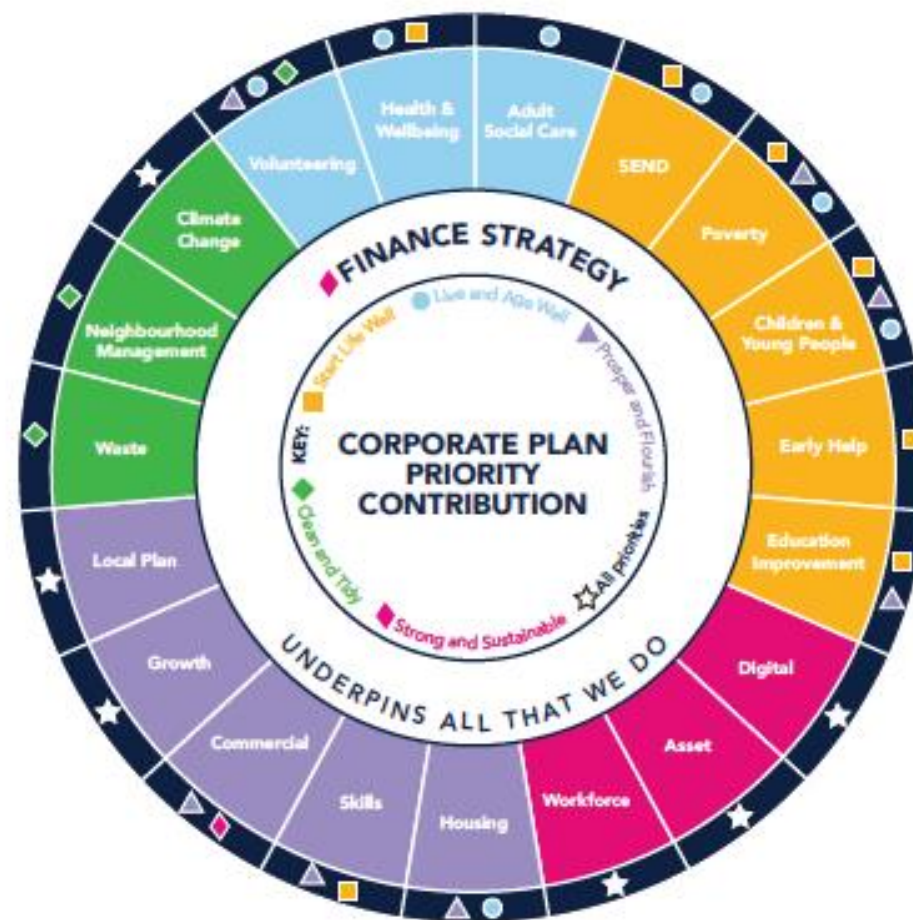 Health &
Wellbeing
Adult
Social Care
SEND
Poverty
Children &
Young People
Early Help
Education
Improvement
Digital
Asset
Workforce
Housing
Skills
Commercial
Growth
Local Plan
Waste
Neighbourhood
Management
Climate
Change
Volunteering
FINANCE STRATEGY
UNDERPINS ALL THAT WE DO
KEY:
Start Life Well
Live and Age Well
Prosper and Flourish
All priorities
Strong and Sustainable
Clean and Tidy
CORPORATE PLAN
PRIORITY
CONTRIBUTION